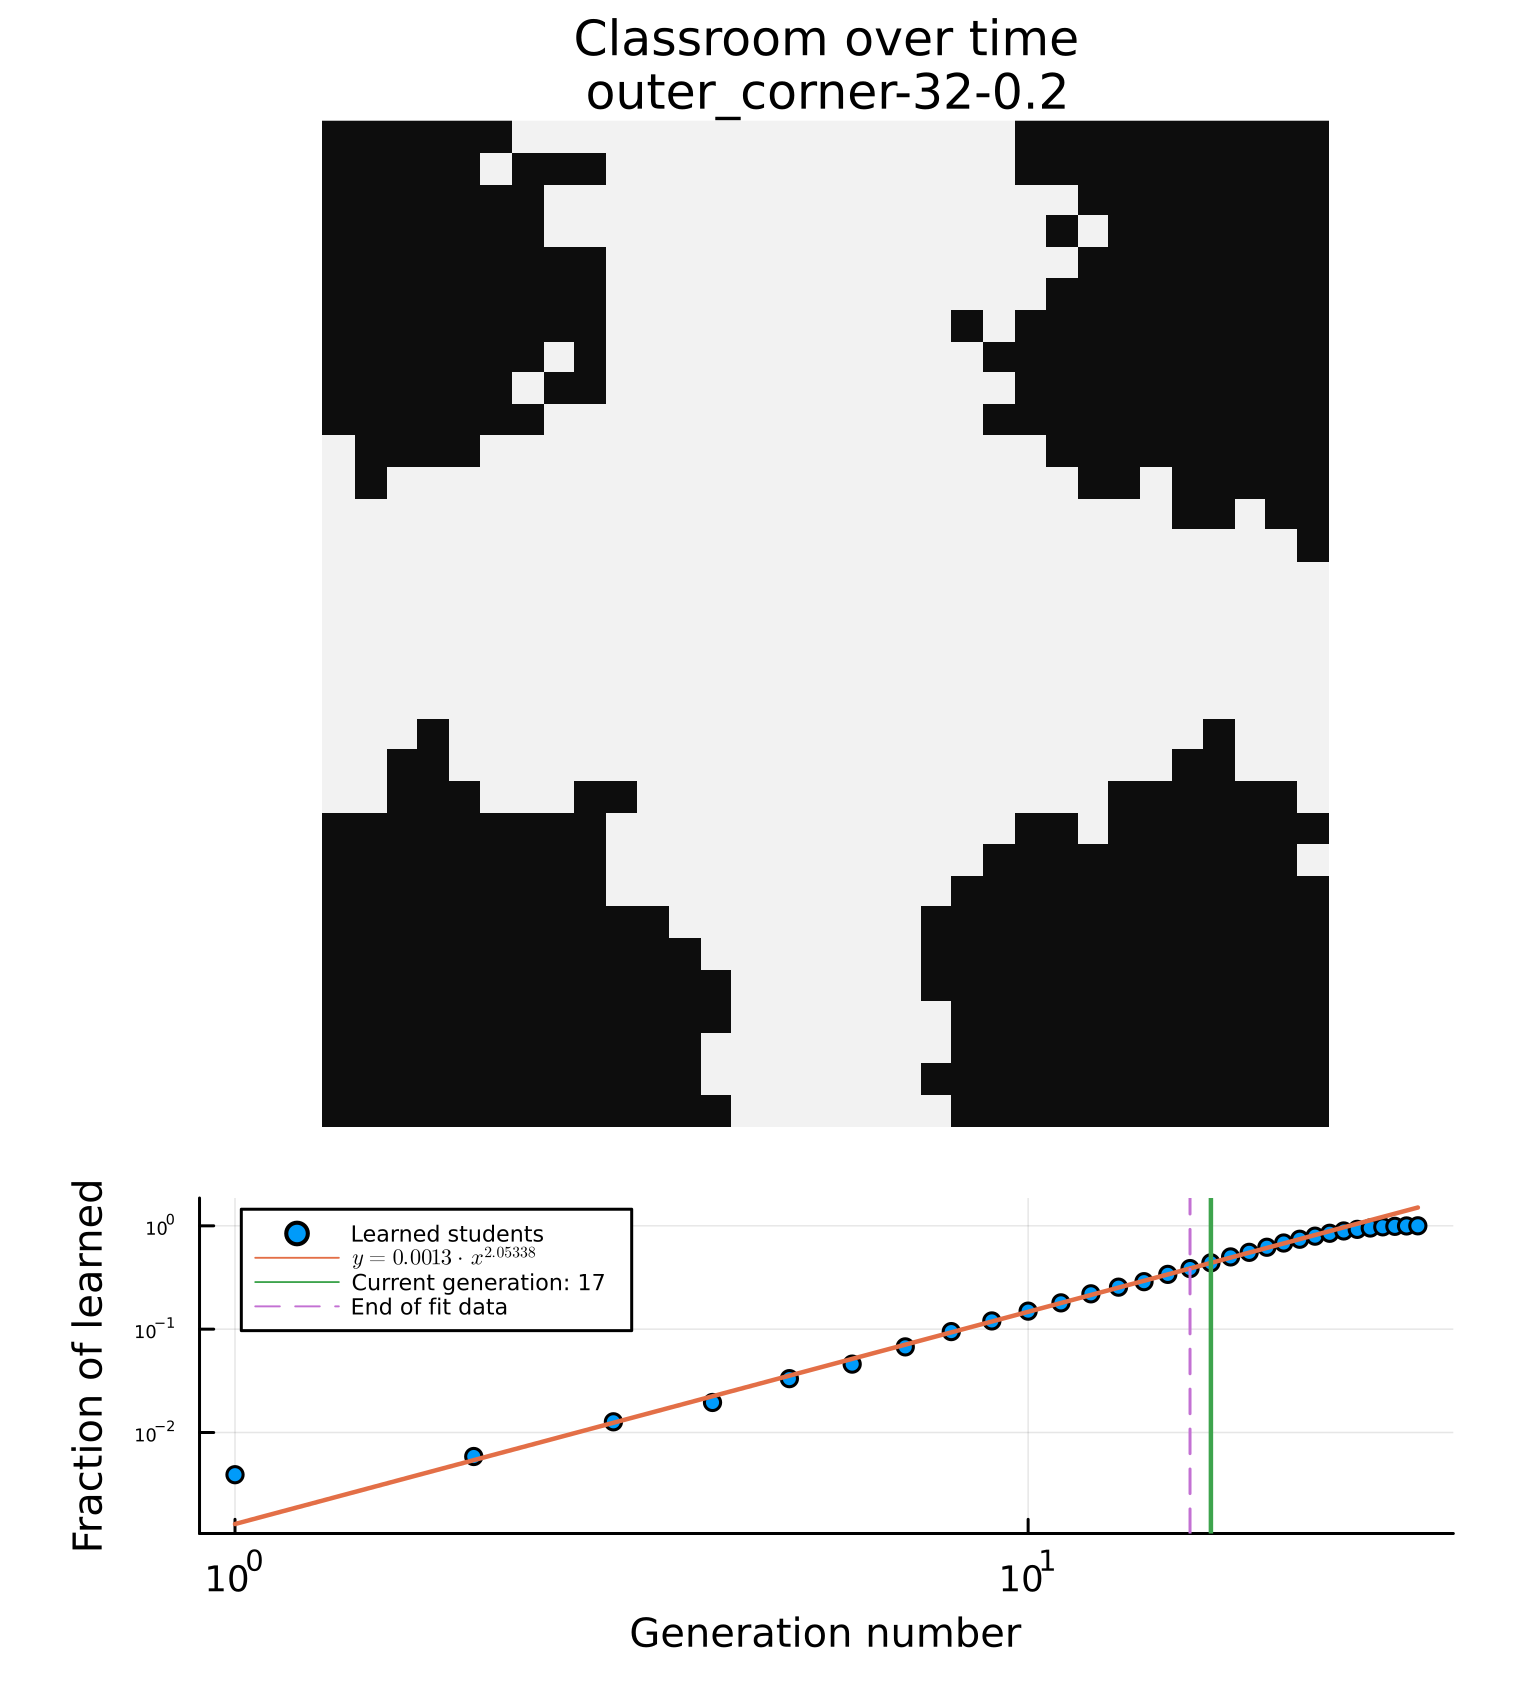 Classroom over time
outer_corner-32-0.2
Fraction of learned
10^0
10^-1
10^-2
Learned students
y = 0.0013 · x^2.05338
Current generation: 17
End of fit data
10^0
10^1
Generation number